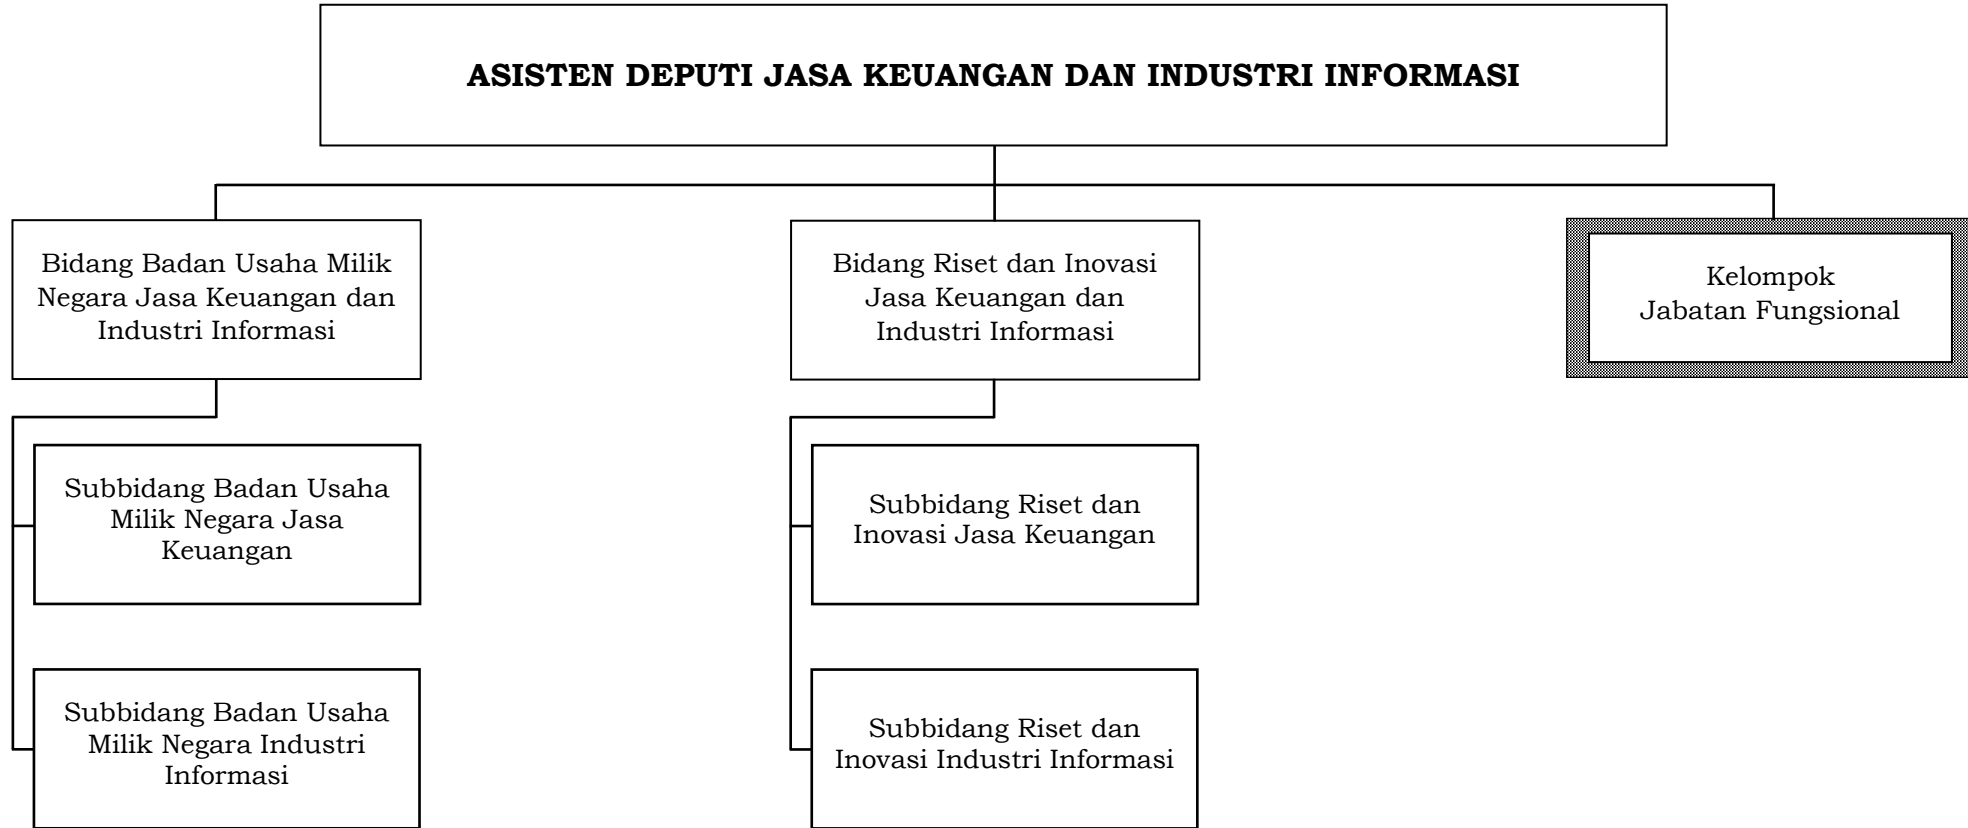 ASISTEN DEPUTI JASA KEUANGAN DAN INDUSTRI INFORMASI
Bidang Badan Usaha Milik
Negara Jasa Keuangan dan
Industri Informasi
Bidang Riset dan Inovasi
Jasa Keuangan dan
Industri Informasi
Kelompok
Jabatan Fungsional
Subbidang Badan Usaha
Milik Negara Jasa
Keuangan
Subbidang Riset dan
Inovasi Jasa Keuangan
Subbidang Badan Usaha
Milik Negara Industri
Informasi
Subbidang Riset dan
Inovasi Industri Informasi